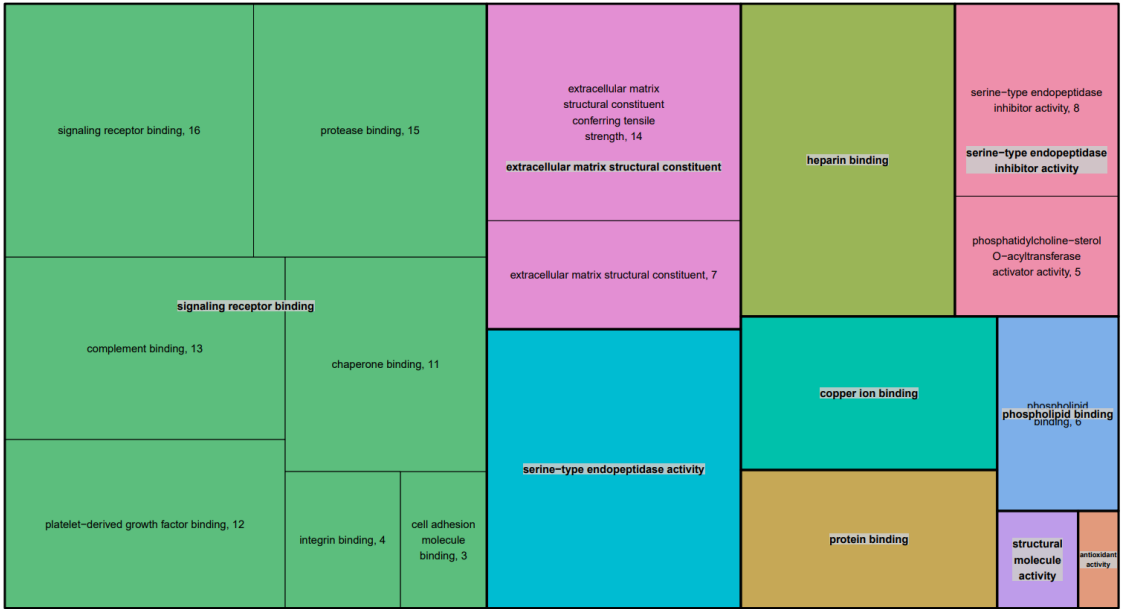 signaling receptor binding, 16
protease binding, 15
signaling receptor binding
complement binding, 13
chaperone binding, 11
platelet−derived growth factor binding, 12
integrin binding, 4
cell adhesion
molecule
binding, 3
extracellular matrix
structural constituent
conferring tensile
strength, 14
extracellular matrix structural constituent
extracellular matrix structural constituent, 7
serine−type endopeptidase activity
heparin binding
serine−type endopeptidase
inhibitor activity, 8
serine−type endopeptidase
inhibitor activity
phosphatidylcholine−sterol
O−acyltransferase
activator activity, 5
copper ion binding
phospholipid
binding, 6
phospholipid binding
protein binding
structural
molecule
activity
antioxidant
activity